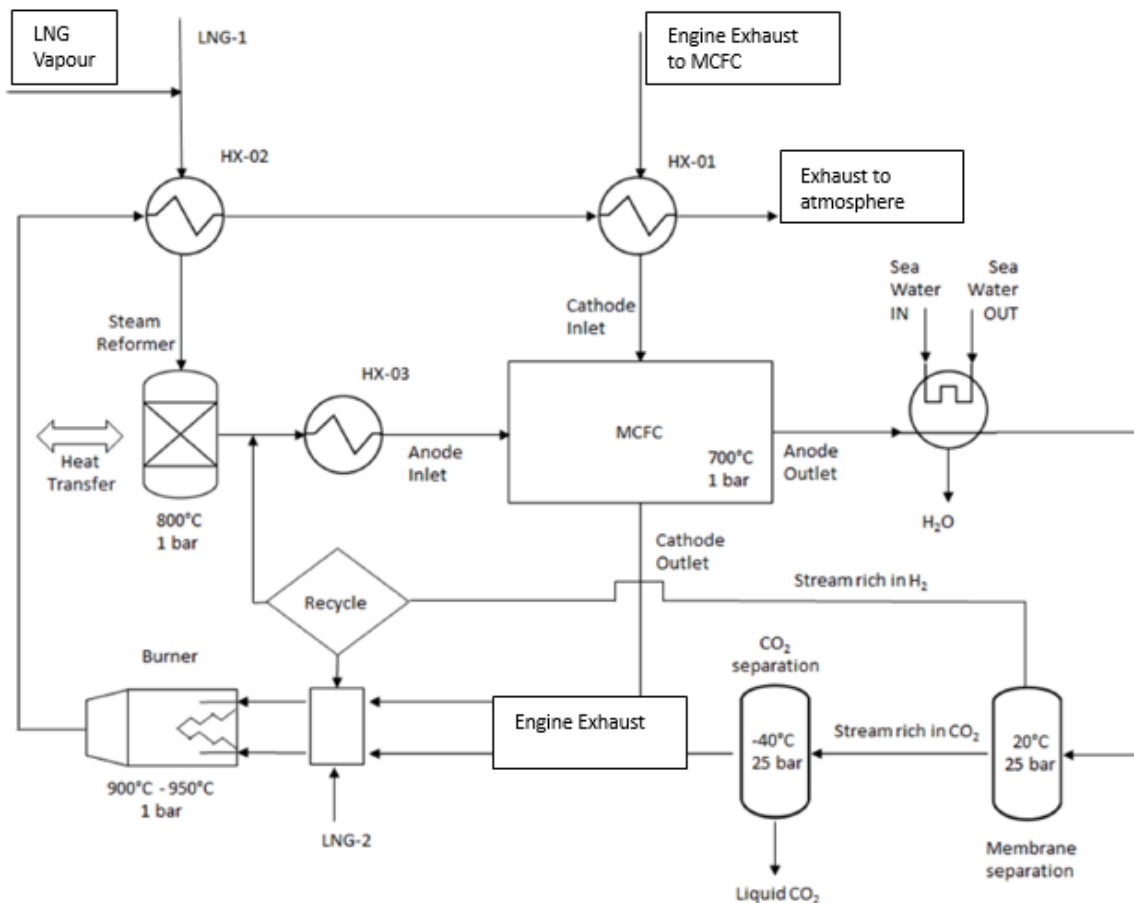 LNG
Vapour
LNG-1
Engine Exhaust
to MCFC
HX-02
HX-01
Exhaust to
atmosphere
Sea
Water
IN
Sea
Water
OUT
Cathode
Inlet
Steam
Reformer
HX-03
MCFC
700°C
1 bar
Anode
Inlet
Anode
Outlet
Heat
Transfer
800°C
1 bar
H₂O
Cathode
Outlet
Stream rich in H₂
Recycle
CO₂
separation
Burner
Engine Exhaust
-40°C
25 bar
Stream rich in CO₂
20°C
25 bar
900°C - 950°C
1 bar
LNG-2
Membrane
separation
Liquid CO₂